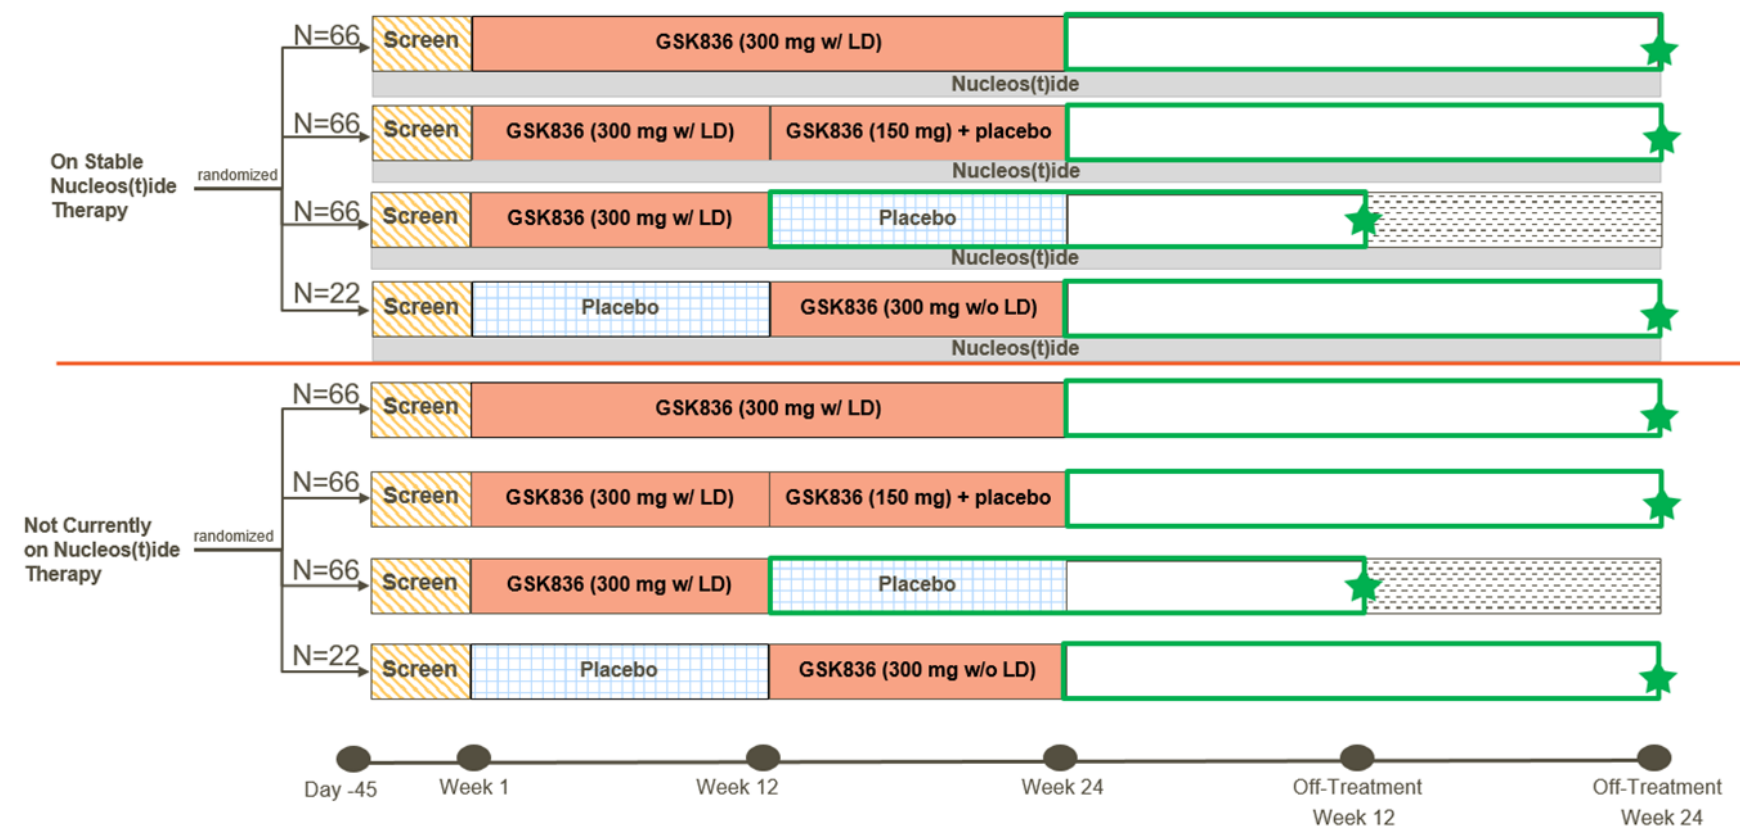 N=66
Screen
GSK836 (300 mg w/ LD)
Nucleos(t)ide
N=66
Screen
GSK836 (300 mg w/ LD)
GSK836 (150 mg) + placebo
Nucleos(t)ide
On Stable
Nucleos(t)ide
Therapy
randomized
N=66
Screen
GSK836 (300 mg w/ LD)
Placebo
Nucleos(t)ide
N=22
Screen
Placebo
GSK836 (300 mg w/o LD)
Nucleos(t)ide
N=66
Screen
GSK836 (300 mg w/ LD)
N=66
Screen
GSK836 (300 mg w/ LD)
GSK836 (150 mg) + placebo
Not Currently
on Nucleos(t)ide
Therapy
randomized
N=66
Screen
GSK836 (300 mg w/ LD)
Placebo
N=22
Screen
Placebo
GSK836 (300 mg w/o LD)
Day -45
Week 1
Week 12
Week 24
Off-Treatment
Week 12
Off-Treatment
Week 24